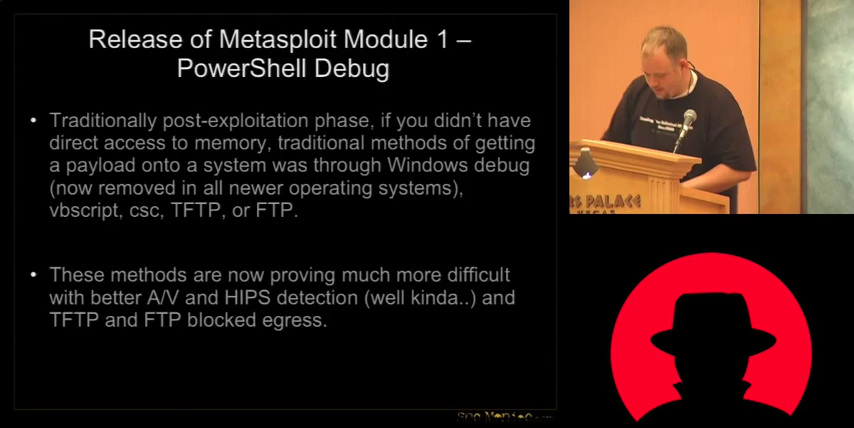 Release of Metasploit Module 1 –
PowerShell Debug
• Traditionally post-exploitation phase, if you didn't have
direct access to memory, traditional methods of getting
a payload onto a system was through Windows debug
(now removed in all newer operating systems),
vbscript, csc, TFTP, or FTP.
• These methods are now proving much more difficult
with better A/V and HIPS detection (well kinda..) and
TFTP and FTP blocked egress.
RS PALACE